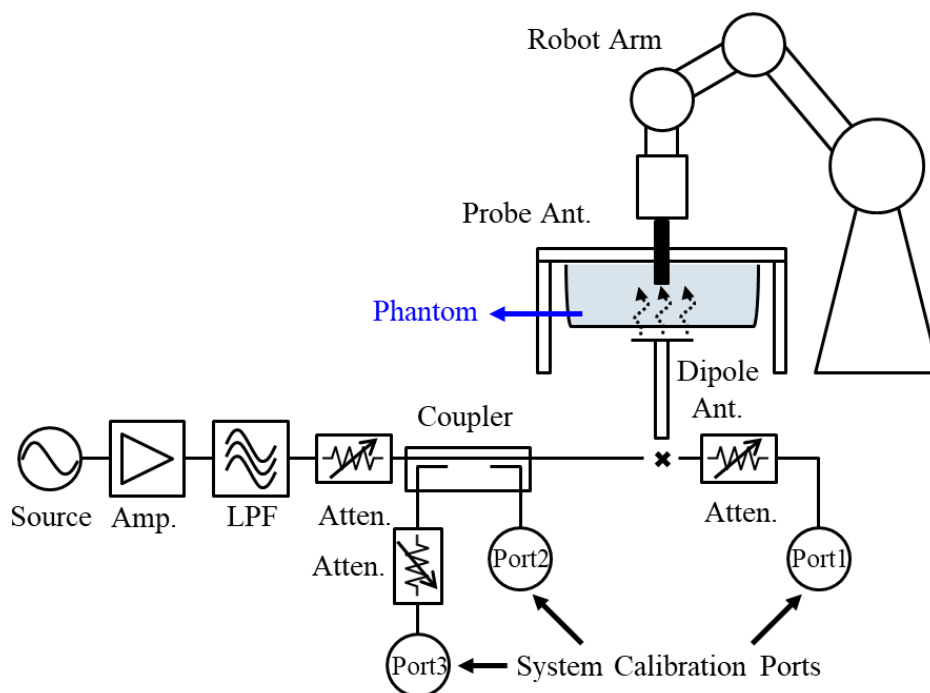 Robot Arm
Probe Ant.
Phantom
Dipole
Ant.
Coupler
Source
Amp.
LPF
Atten.
Atten.
Atten.
Port2
Port1
Port3
System Calibration Ports